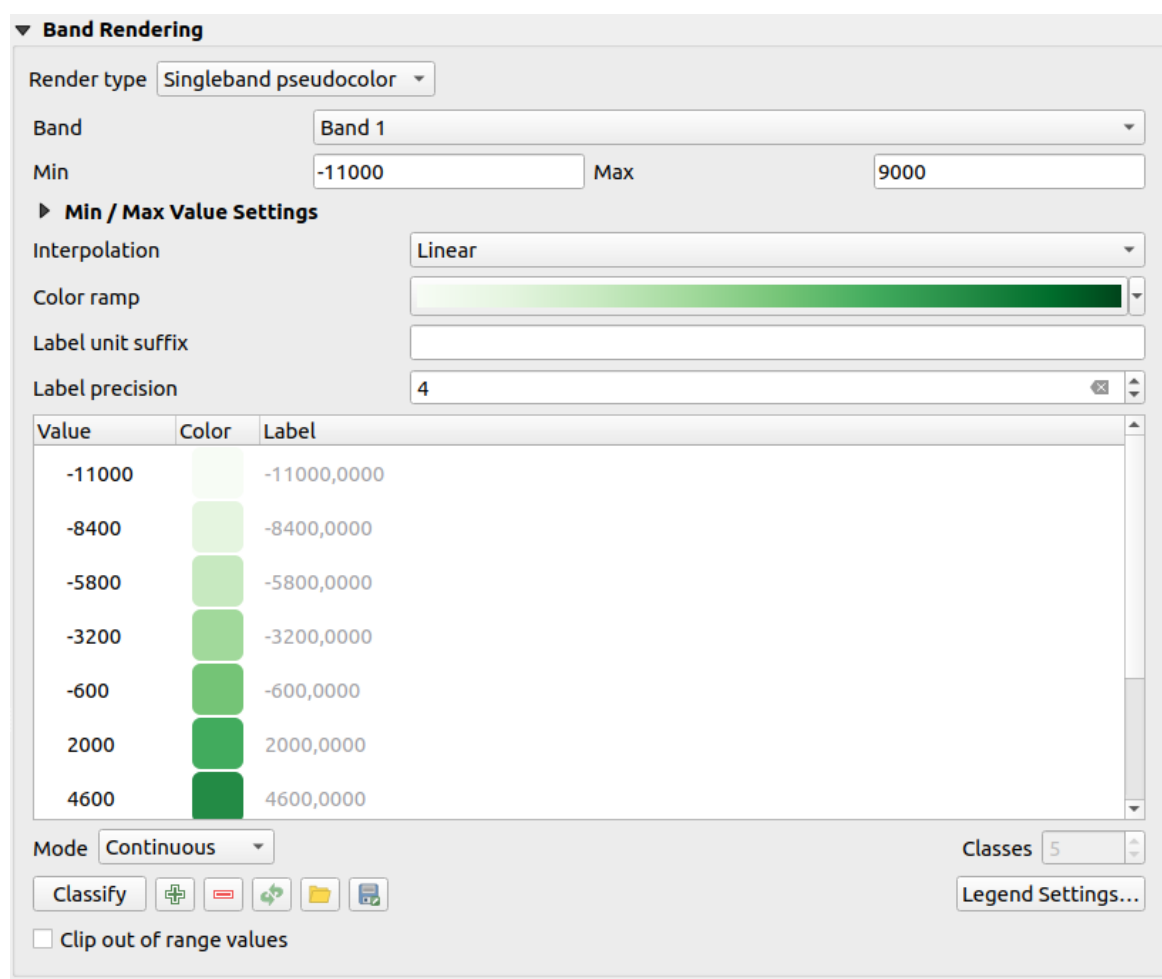 Band Rendering
Render type Singleband pseudocolor
Band Band 1
Min -11000 Max 9000
Min / Max Value Settings
Interpolation Linear
Color ramp
Label unit suffix
Label precision 4
Value Color Label
-11000 -11000,0000
-8400 -8400,0000
-5800 -5800,0000
-3200 -3200,0000
-600 -600,0000
2000 2000,0000
4600 4600,0000
Mode Continuous Classes 5
Classify Legend Settings...
Clip out of range values